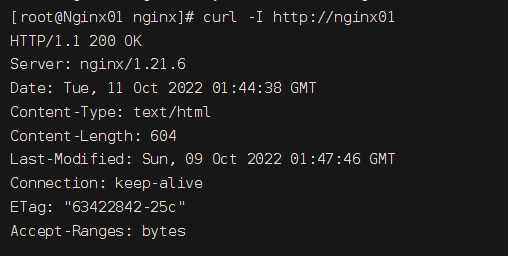 [root@Nginx01 nginx]# curl -I http://nginx01
HTTP/1.1 200 OK
Server: nginx/1.21.6
Date: Tue, 11 Oct 2022 01:44:38 GMT
Content-Type: text/html
Content-Length: 604
Last-Modified: Sun, 09 Oct 2022 01:47:46 GMT
Connection: keep-alive
ETag: "63422842-25c"
Accept-Ranges: bytes